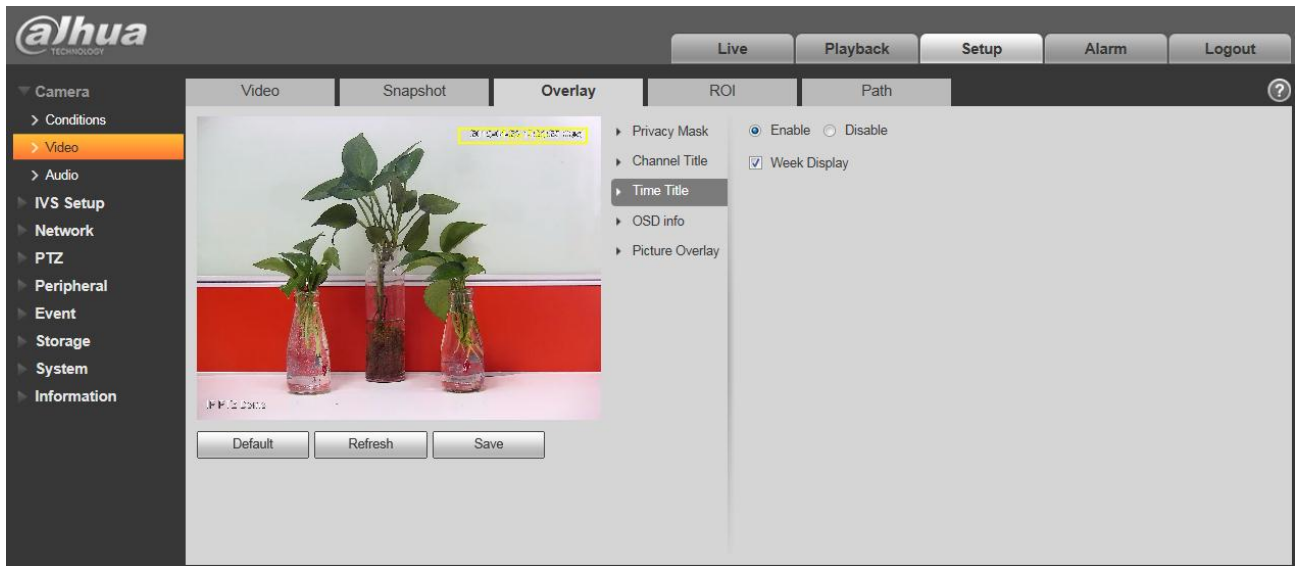 alhua
TECHNOLOGY
Live Playback Setup Alarm Logout
Camera
Conditions
Video
Audio
IVS Setup
Network
PTZ
Peripheral
Event
Storage
System
Information
Video Snapshot Overlay ROI Path
?
Privacy Mask
Channel Title
Time Title
OSD info
Picture Overlay
Enable Disable
Week Display
Default Refresh Save